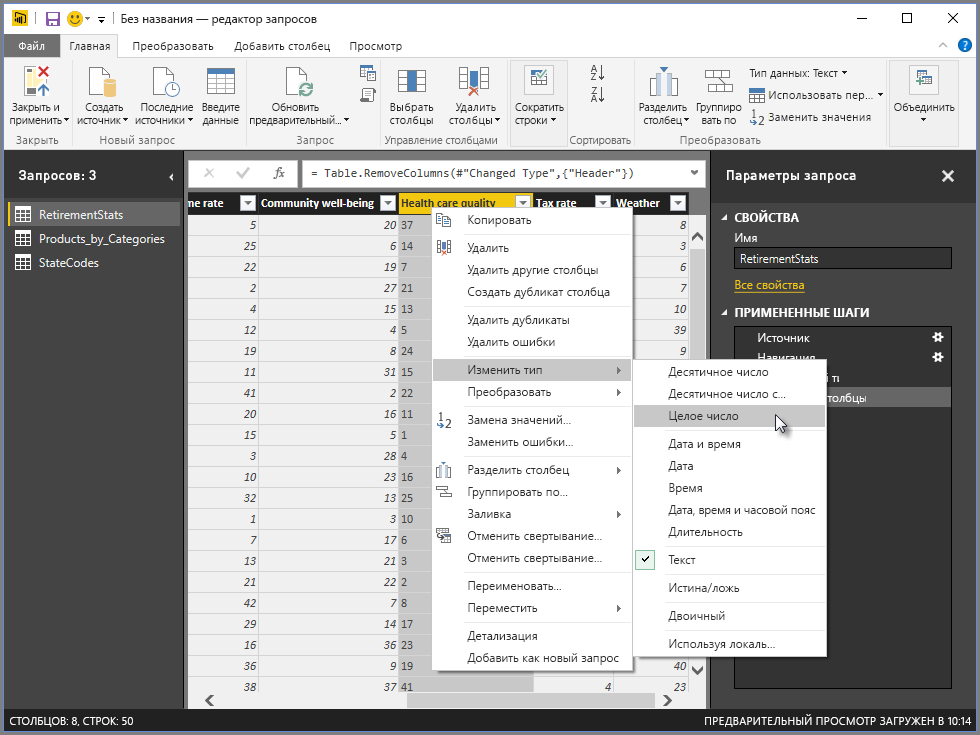 Без названия — редактор запросов
Файл Главная Преобразовать Добавить столбец Просмотр
Закрыть и применить
Создать источник
Последние источники
Введите данные
Обновить предварительный...
Выбрать столбцы
Удалить столбцы
Сократить строки
Разделить столбец
Группиро вать по
Тип данных: Текст
Использовать пер...
Заменить значения
Объединить
Закрыть Новый запрос Запрос Управление столбцами Сортировать Преобразовать
Запросов: 3
RetirementStats
Products_by_Categories
StateCodes
fx = Table.RemoveColumns(#"Changed Type",{"Header"})
me rate Community well-being Health care quality Tax rate Weather
5 20 37 8
25 6 14 3
22 19 7 6
2 27 21 7
4 15 13 10
12 4 5 39
19 8 24 9
11 31 15
41 2 22
20 16 11
15 5 1
3 28 4
10 23 16
32 13 25
1 3 10
7 17 6
13 21 3
21 22 2
42 7 8
29 14 17
16 36 23
36 9 19 40
38 37 41 4 23
Копировать
Удалить
Удалить другие столбцы
Создать дубликат столбца
Удалить дубликаты
Удалить ошибки
Изменить тип
Преобразовать
Замена значений...
Заменить ошибки...
Разделить столбец
Группировать по...
Заливка
Отменить свертывание...
Отменить свертывание...
Переименовать...
Переместить
Детализация
Добавить как новый запрос
Десятичное число
Десятичное число с...
Целое число
Дата и время
Дата
Время
Дата, время и часовой пояс
Длительность
Текст
Истина/ложь
Двоичный
Используя локаль...
Параметры запроса
СВОЙСТВА
Имя
RetirementStats
Все свойства
ПРИМЕНЕННЫЕ ШАГИ
Источник
Навигация
СТОЛБЦОВ: 8, СТРОК: 50
ПРЕДВАРИТЕЛЬНЫЙ ПРОСМОТР ЗАГРУЖЕН В 10:14